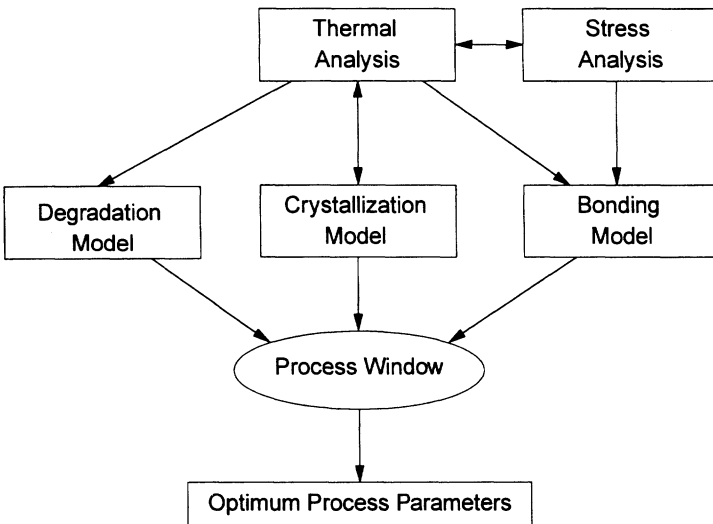 Thermal
Analysis
Stress
Analysis
Degradation
Model
Crystallization
Model
Bonding
Model
Process Window
Optimum Process Parameters